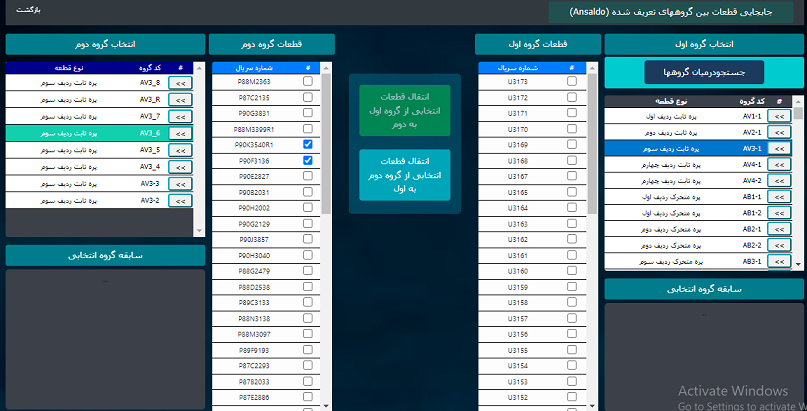 جابجایی قطعات بین گروههای تعریف شده (Ansaldo)
بازگشت
انتخاب گروه اول
جستجودرمیان گروهها
# کد گروه نوع قطعه
>> AV1-1 پره ثابت ردیف اول
>> AV2-1 پره ثابت ردیف دوم
>> AV3-1 پره ثابت ردیف سوم
>> AV4-1 پره ثابت ردیف چهارم
>> AV4-2 پره ثابت ردیف چهارم
>> AB1-1 پره متحرک ردیف اول
>> AB1-2 پره متحرک ردیف اول
>> AB2-1 پره متحرک ردیف دوم
>> AB2-2 پره متحرک ردیف دوم
>> AB3-1 پره متحرک ردیف سوم
سابقه گروه انتخابی
قطعات گروه اول
# شماره سریال
U3173
U3172
U3171
U3170
U3169
U3168
U3167
U3165
U3164
U3163
U3162
U3161
U3160
U3159
U3158
U3157
U3156
U3155
U3154
U3153
U3152
انتقال قطعات
انتخابی از گروه اول
به دوم
انتقال قطعات
انتخابی از گروه دوم
به اول
قطعات گروه دوم
# شماره سریال
P88M2363
P87C2135
P90G3831
P88M3399R1
P90K3540R1
P90F3136
P90E2827
P90B2031
P90H2002
P90G2129
P90J3857
P90H3040
P88G2479
P88D2538
P89C3133
P88N3138
P88M3097
P89F9193
P87C2293
P87B2033
P87E2886
انتخاب گروه دوم
# کد گروه نوع قطعه
>> AV3_8 پره ثابت ردیف سوم
>> AV3_R پره ثابت ردیف سوم
>> AV3_7 پره ثابت ردیف سوم
>> AV3_6 پره ثابت ردیف سوم
>> AV3_5 پره ثابت ردیف سوم
>> AV3_4 پره ثابت ردیف سوم
>> AV3-3 پره ثابت ردیف سوم
>> AV3-2 پره ثابت ردیف سوم
سابقه گروه انتخابی
Activate Windows
Go to Settings to activate W